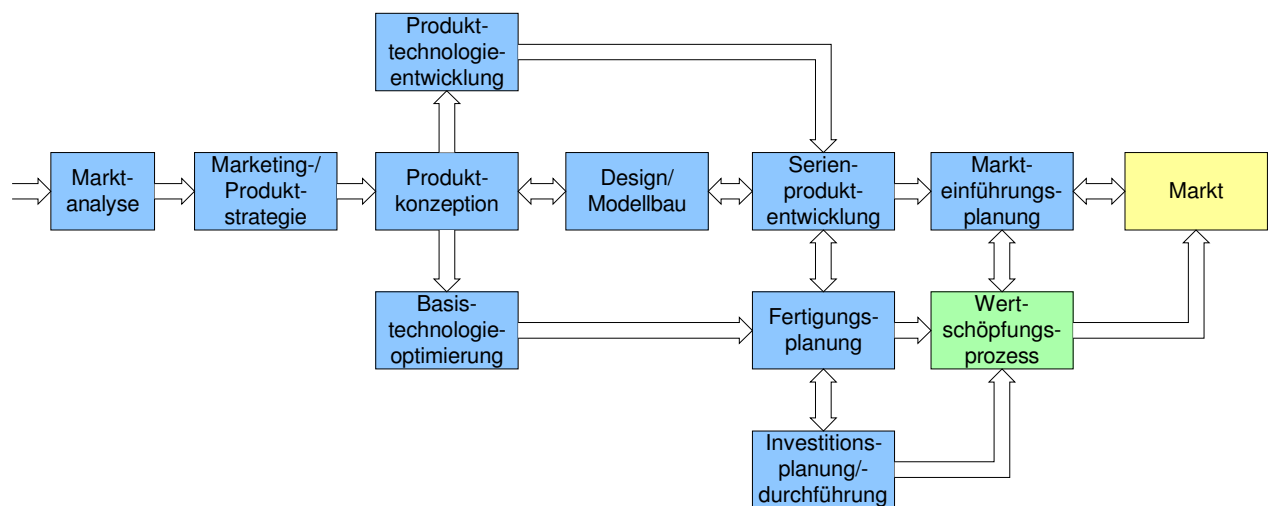 Produkt-
technologie-
entwicklung
Markt-
analyse
Marketing-/
Produkt-
strategie
Produkt-
konzeption
Design/
Modellbau
Serien-
produkt-
entwicklung
Markt-
einführungs-
planung
Markt
Basis-
technologie-
optimierung
Fertigungs-
planung
Wert-
schöpfungs-
prozess
Investitions-
planung/-
durchführung